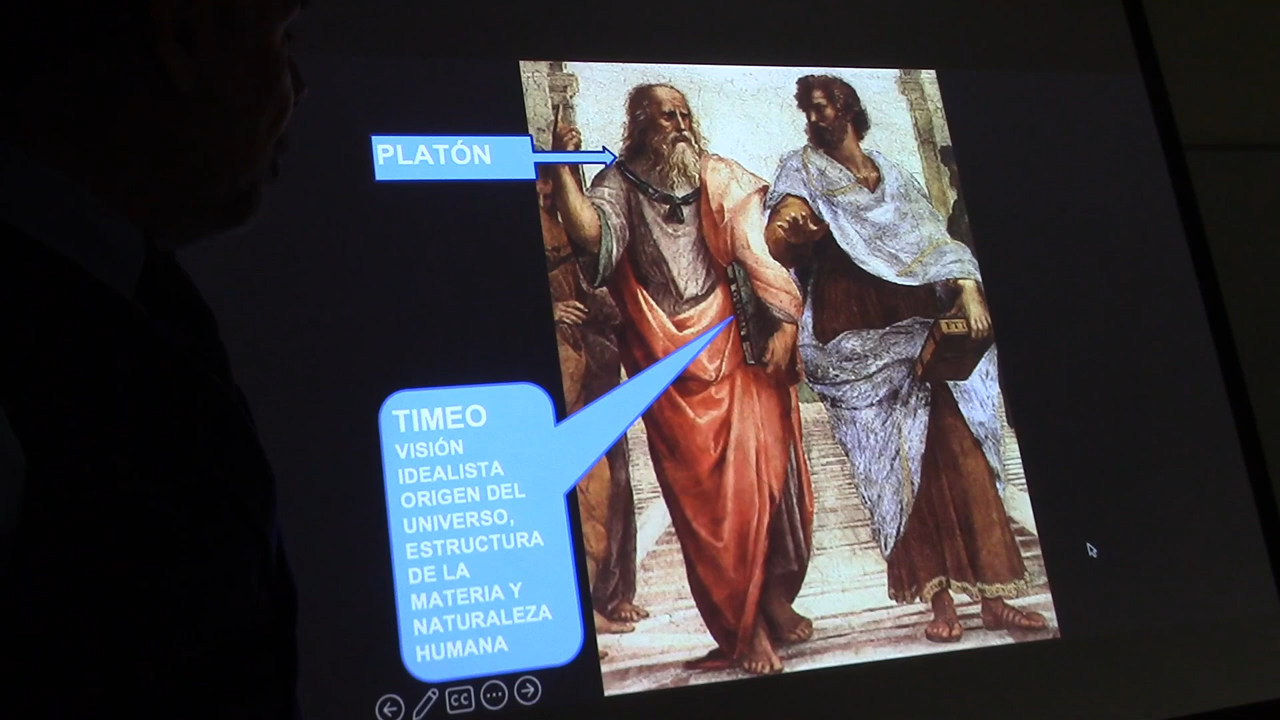 PLATÓN
TIMEO
VISIÓN
IDEALISTA
ORIGEN DEL
UNIVERSO,
ESTRUCTURA
DE LA
MATERIA Y
NATURALEZA
HUMANA
CC